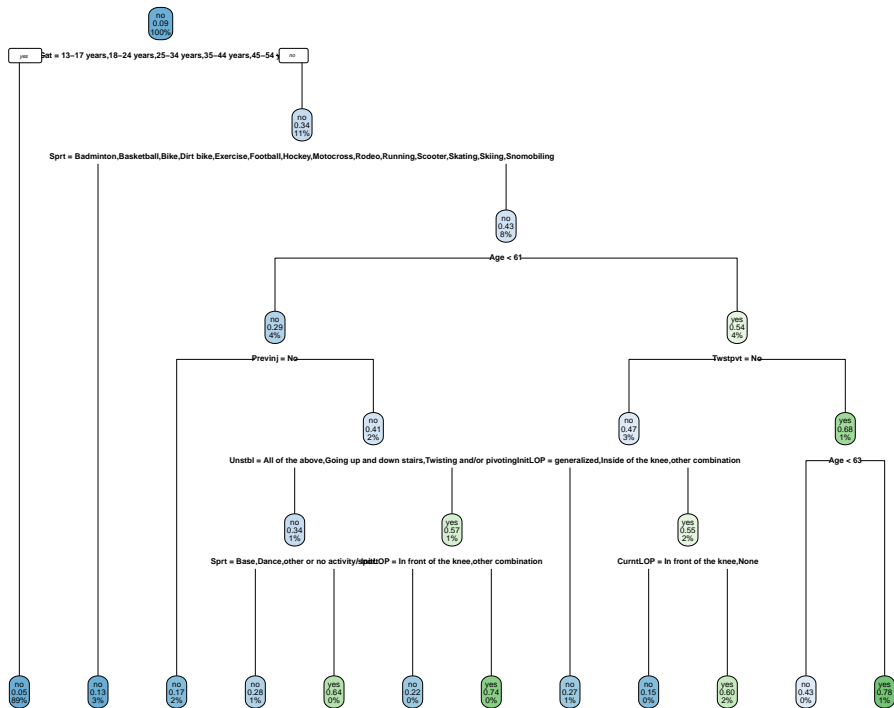 no
0.09
100%
yes
at = 13–17 years,18–24 years,25–34 years,35–44 years,45–54
no
no
0.34
11%
Sprt = Badminton,Basketball,Bike,Dirt bike,Exercise,Football,Hockey,Motocross,Rodeo,Running,Scooter,Skating,Skiing,Snomobiling
no
0.43
8%
Age < 61
no
0.29
4%
yes
0.54
4%
Previnj = No
Twstpvt = No
no
0.41
2%
no
0.47
3%
yes
0.68
1%
Unstbl = All of the above,Going up and down stairs,Twisting and/or pivoting
InitLOP = generalized,Inside of the knee,other combination
Age < 63
no
0.34
1%
yes
0.57
1%
yes
0.55
2%
Sprt = Base,Dance,other or no activity/
LOP = In front of the knee,other combination
CurntLOP = In front of the knee,None
no
0.05
89%
no
0.13
3%
no
0.17
2%
no
0.28
1%
yes
0.64
0%
no
0.22
0%
yes
0.74
0%
no
0.27
1%
no
0.15
0%
yes
0.60
2%
no
0.43
0%
yes
0.78
1%